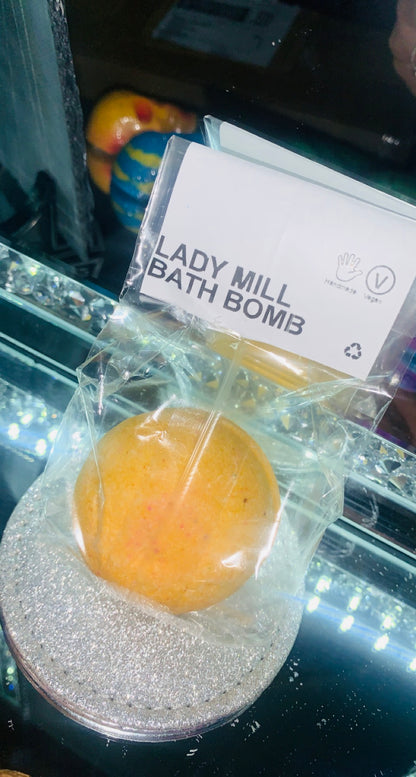 LADY MILL
BATH BOMB
Handmade
V
Vegan